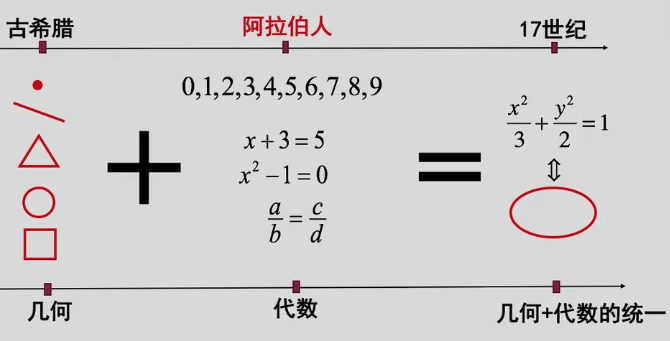 古希腊 阿拉伯人 17世纪
0,1,2,3,4,5,6,7,8,9
x+3=5
x²−1=0
a/b=c/d
+
=
x²/3+y²/2=1
⇕
几何 代数 几何+代数的统一